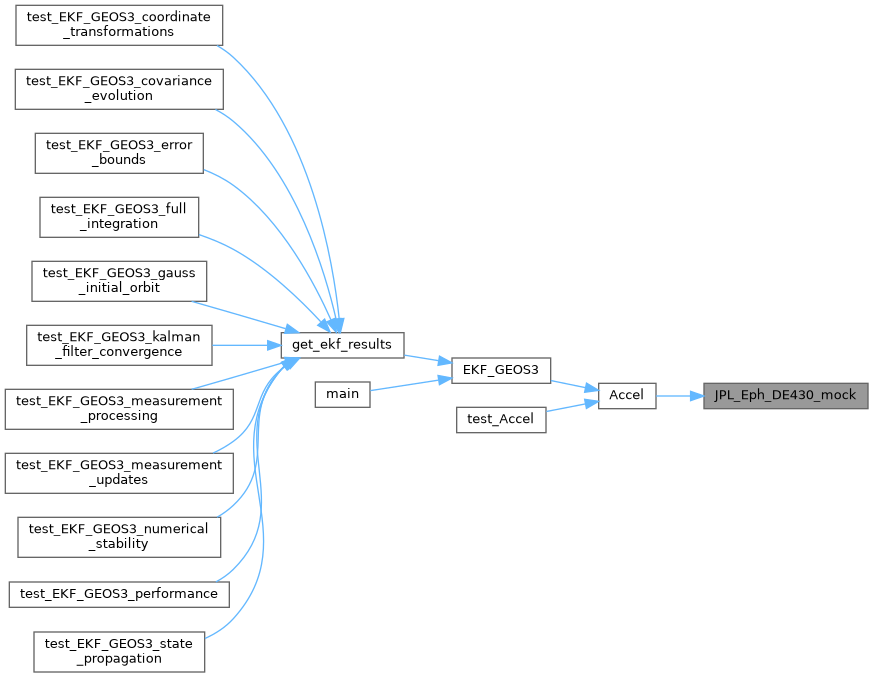 test_EKF_GEOS3_coordinate
_transformations
test_EKF_GEOS3_covariance
_evolution
test_EKF_GEOS3_error
_bounds
test_EKF_GEOS3_full
_integration
test_EKF_GEOS3_gauss
_initial_orbit
test_EKF_GEOS3_kalman
_filter_convergence
test_EKF_GEOS3_measurement
_processing
test_EKF_GEOS3_measurement
_updates
test_EKF_GEOS3_numerical
_stability
test_EKF_GEOS3_performance
test_EKF_GEOS3_state
_propagation
get_ekf_results
main
EKF_GEOS3
test_Accel
Accel
JPL_Eph_DE430_mock